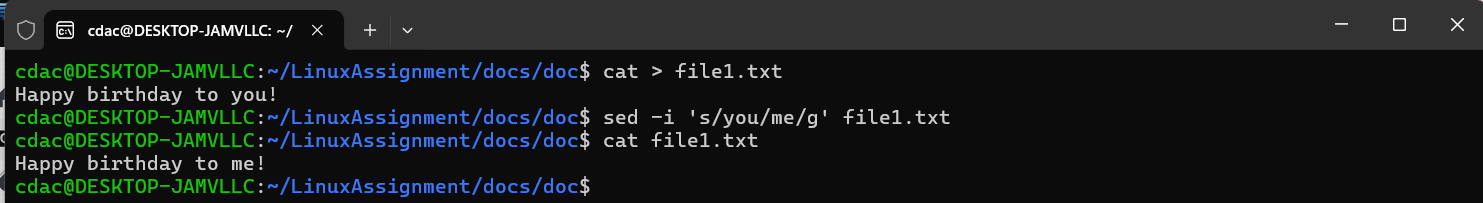 cdac@DESKTOP-JAMVLLC: ~/
cdac@DESKTOP-JAMVLLC:~/LinuxAssignment/docs/doc$ cat > file1.txt
Happy birthday to you!
cdac@DESKTOP-JAMVLLC:~/LinuxAssignment/docs/doc$ sed -i 's/you/me/g' file1.txt
cdac@DESKTOP-JAMVLLC:~/LinuxAssignment/docs/doc$ cat file1.txt
Happy birthday to me!
cdac@DESKTOP-JAMVLLC:~/LinuxAssignment/docs/doc$